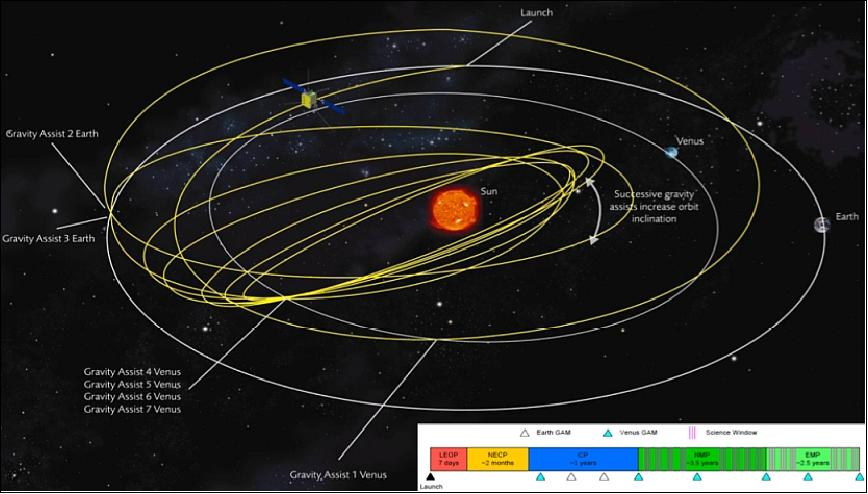 Launch
Gravity Assist 2 Earth
Venus
Sun
Successive gravity
assists increase orbit
inclination
Earth
Gravity Assist 3 Earth
Gravity Assist 4 Venus
Gravity Assist 5 Venus
Gravity Assist 6 Venus
Gravity Assist 7 Venus
Gravity Assist 1 Venus
Earth GAM
Venus GAM
Science Window
LEOP
7 days
NECP
~2 months
CP
~3 years
NMP
~3.5 years
EMP
~2.5 years
Launch